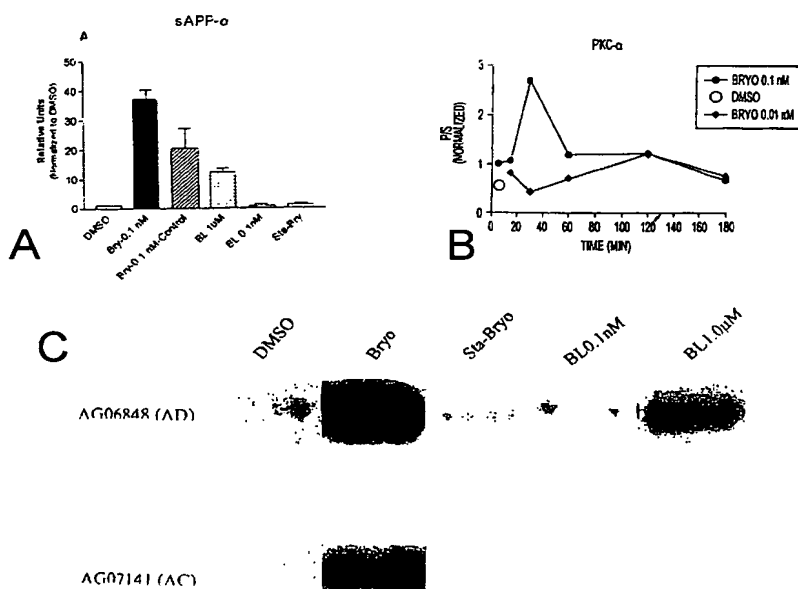 A
sAPP-α
Relative Units
(Normalized to DMSO)
50
40
30
20
10
0
DMSO
Bry-0.1 nM
Bry-0.1 nM-Control
BL 1uM
BL 0.1nM
Sta-Bry
A
PKC-α
P/S
(NORMALIZED)
3
2
1
0
0
20
40
60
80
100
120
140
160
180
TIME (MIN)
BRYO 0.1 nM
DMSO
BRYO 0.01 nM
B
C
DMSO
Bryo
Sta-Bryo
BL0.1nM
BL1.0μM
AG06848 (AD)
AG07141 (AC)